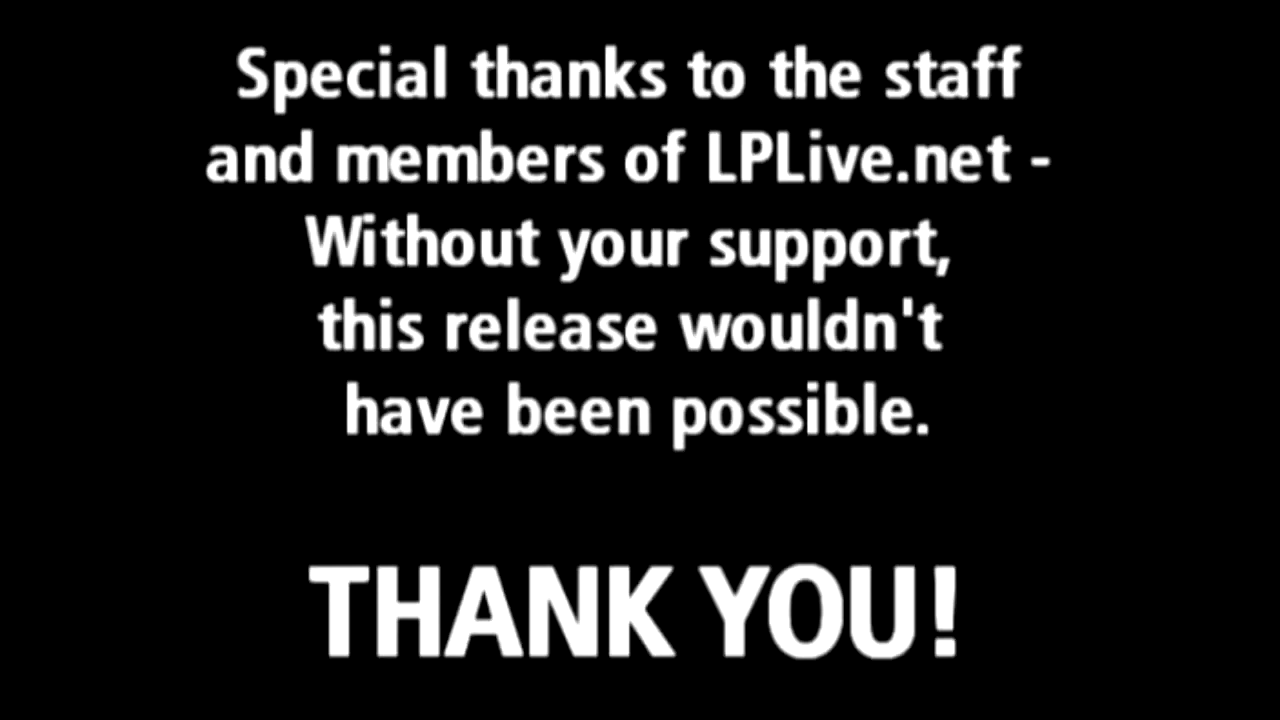 Special thanks to the staff
and members of LPLive.net -
Without your support,
this release wouldn't
have been possible.
THANK YOU!